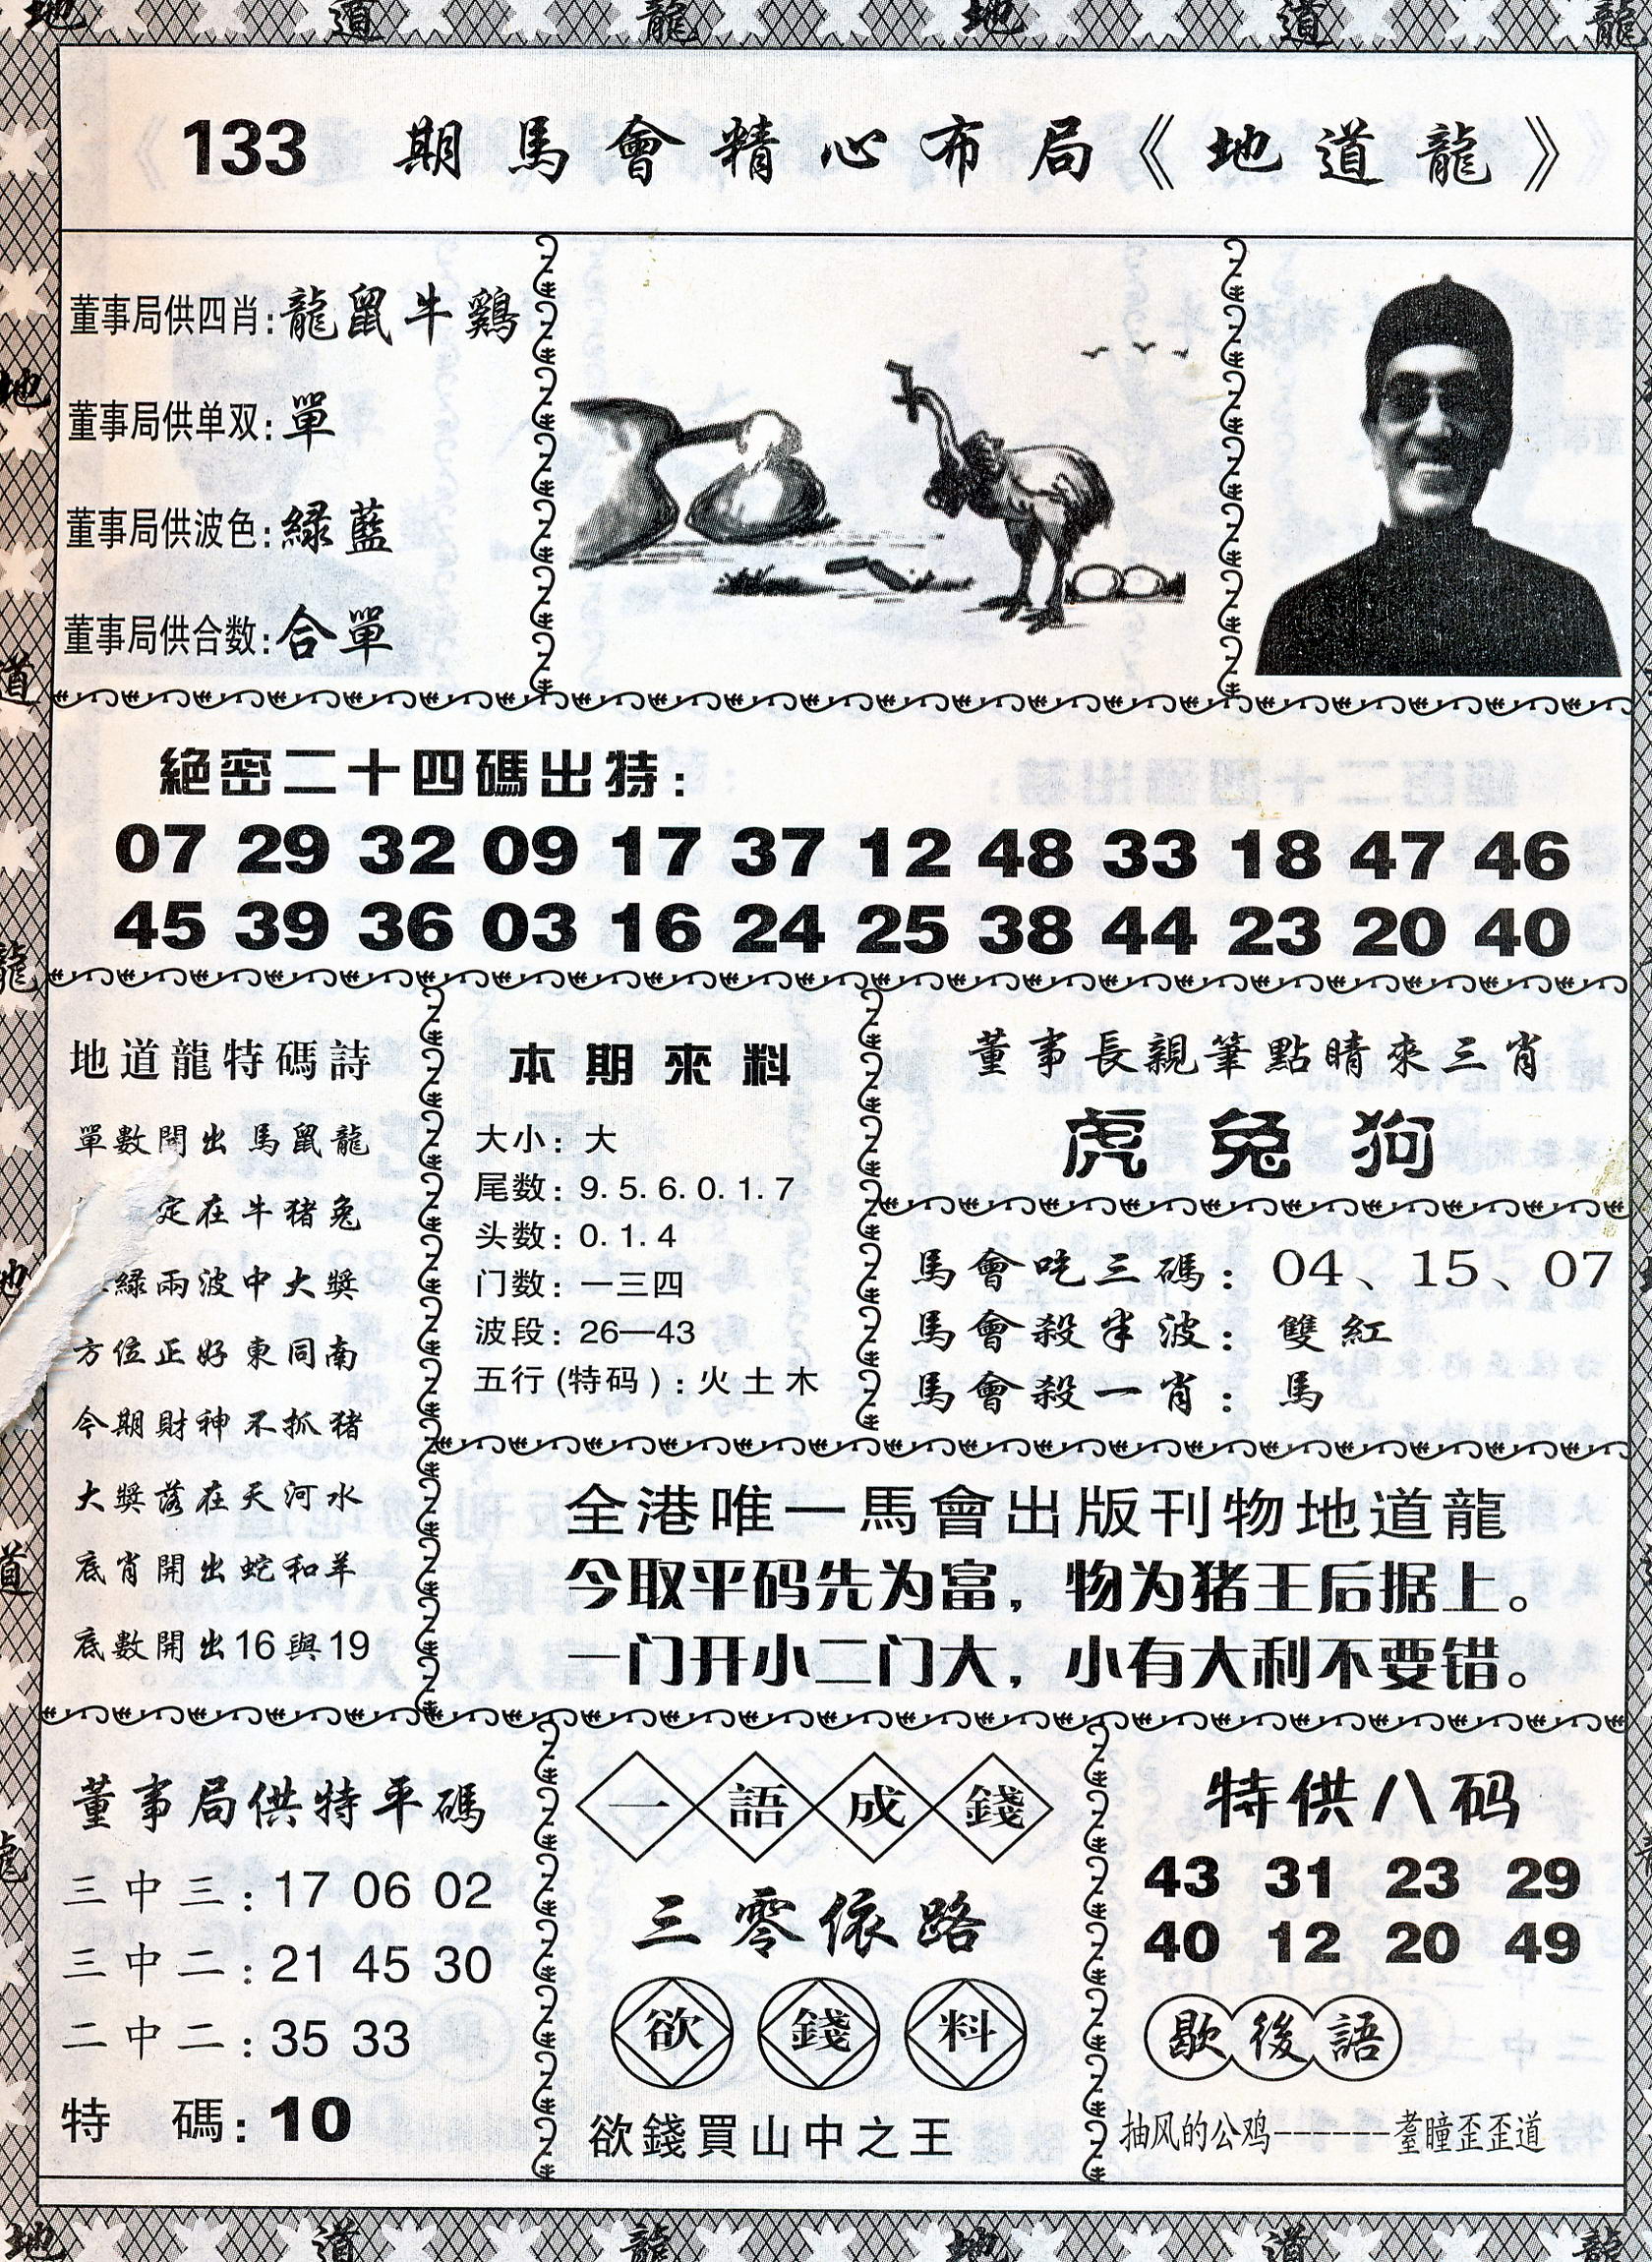 地 道 龍 地 道 龍
133 期馬會精心布局《地道龍》
董事局供四肖:龍鼠牛鷄
董事局供单双:單
董事局供波色:緑藍
董事局供合数:合單
絕密二十四碼出特:
07 29 32 09 17 37 12 48 33 18 47 46
45 39 36 03 16 24 25 38 44 23 20 40
地道龍特碼詩
單數開出馬鼠龍
定在牛猪兔
緑兩波中大獎
方位正好東同南
今期財神不抓猪
大獎落在天河水
底肖開出蛇和羊
底數開出16與19
本期來料
大小: 大
尾数: 9.5.6.0.1.7
头数: 0.1.4
门数: 一三四
波段: 26—43
五行(特码): 火土木
董事長親筆點睛來三肖
虎兔狗
馬會吃三碼: 04、15、07
馬會殺半波: 雙紅
馬會殺一肖: 馬
全港唯一馬會出版刊物地道龍
今取平码先为富，物为猪王后据上。
一门开小二门大，小有大利不要错。
董事局供特平碼
三中三: 17 06 02
三中二: 21 45 30
二中二: 35 33
特碼: 10
一語成錢
三零依路
欲錢料
欲錢買山中之王
特供八码
43 31 23 29
40 12 20 49
歇後語
抽风的公鸡------耋瞳歪歪道
地 道 龍 地 道 龍